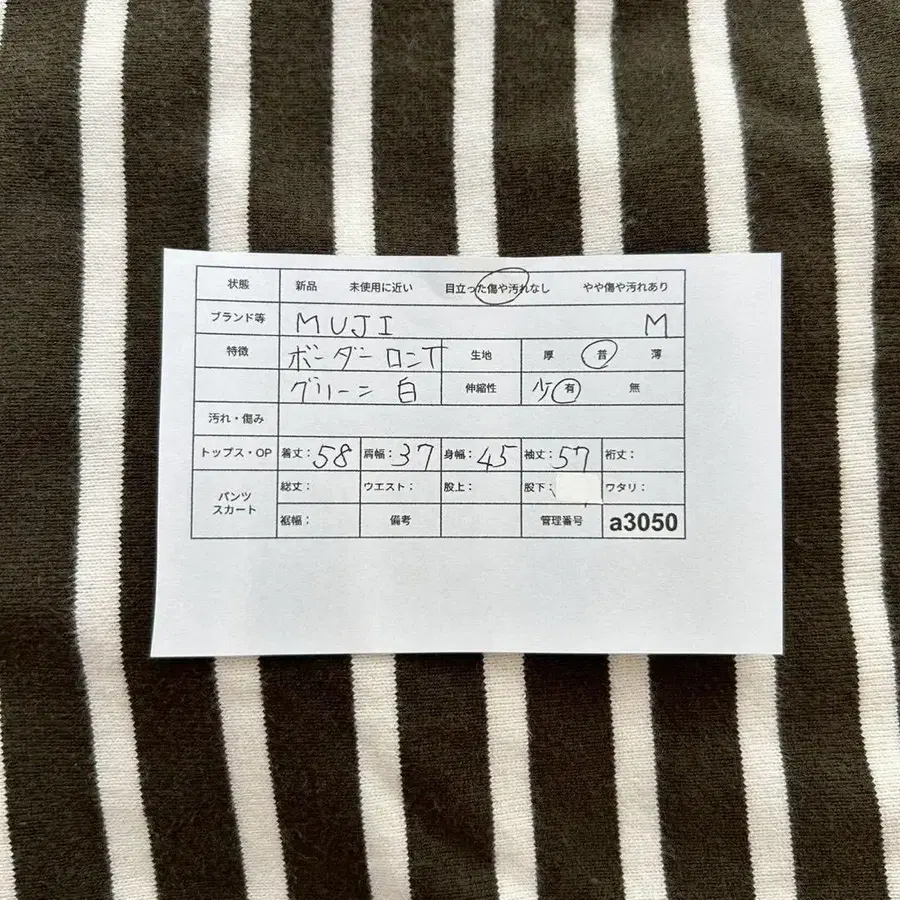 状態 新品 未使用に近い 目立った傷や汚れなし やや傷や汚れあり
ブランド等 MUJI M
特徴 ボーダーロンT 生地 厚 普 薄
グリーン 白 伸縮性 少 有 無
汚れ・傷み
トップス・OP 着丈：58 肩幅：37 身幅：45 袖丈：57 裄丈：
パンツ スカート 総丈： ウエスト： 股上： 股下： ワタリ：
裾幅： 備考 管理番号 a3050